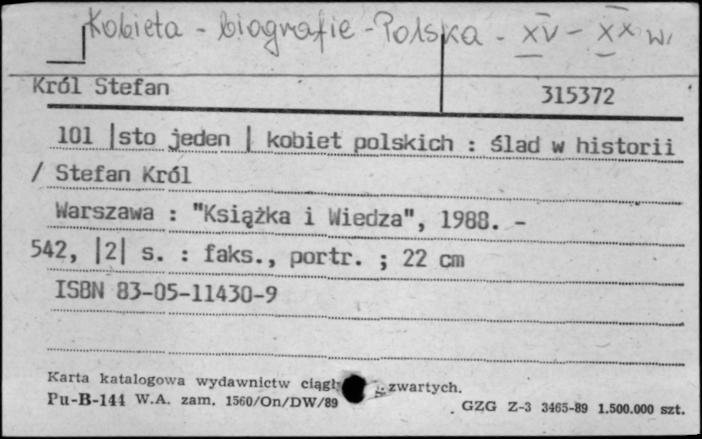 Kobieta - biografie - Polska - XV - XX w.
Król Stefan
315372
101 |sto jeden | kobiet polskich : ślad w historii
/ Stefan Król
Warszawa : "Książka i Wiedza", 1988. -
542, |2| s. : faks., portr. ; 22 cm
ISBN 83-05-11430-9
Karta katalogowa wydawnictw zwartych.
Pu-B-144 W.A. zam. 1560/On/DW/89
GZG Z-3 3465-89 1.500.000 szt.